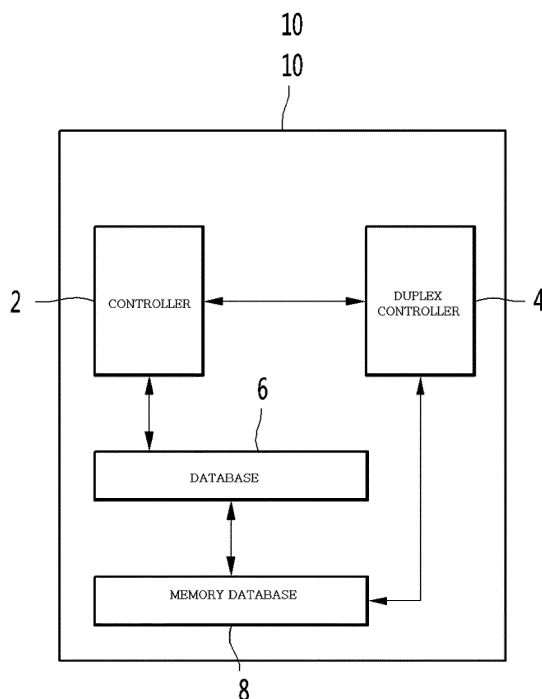 10
10
2
CONTROLLER
DUPLEX
CONTROLLER
4
6
DATABASE
MEMORY DATABASE
8